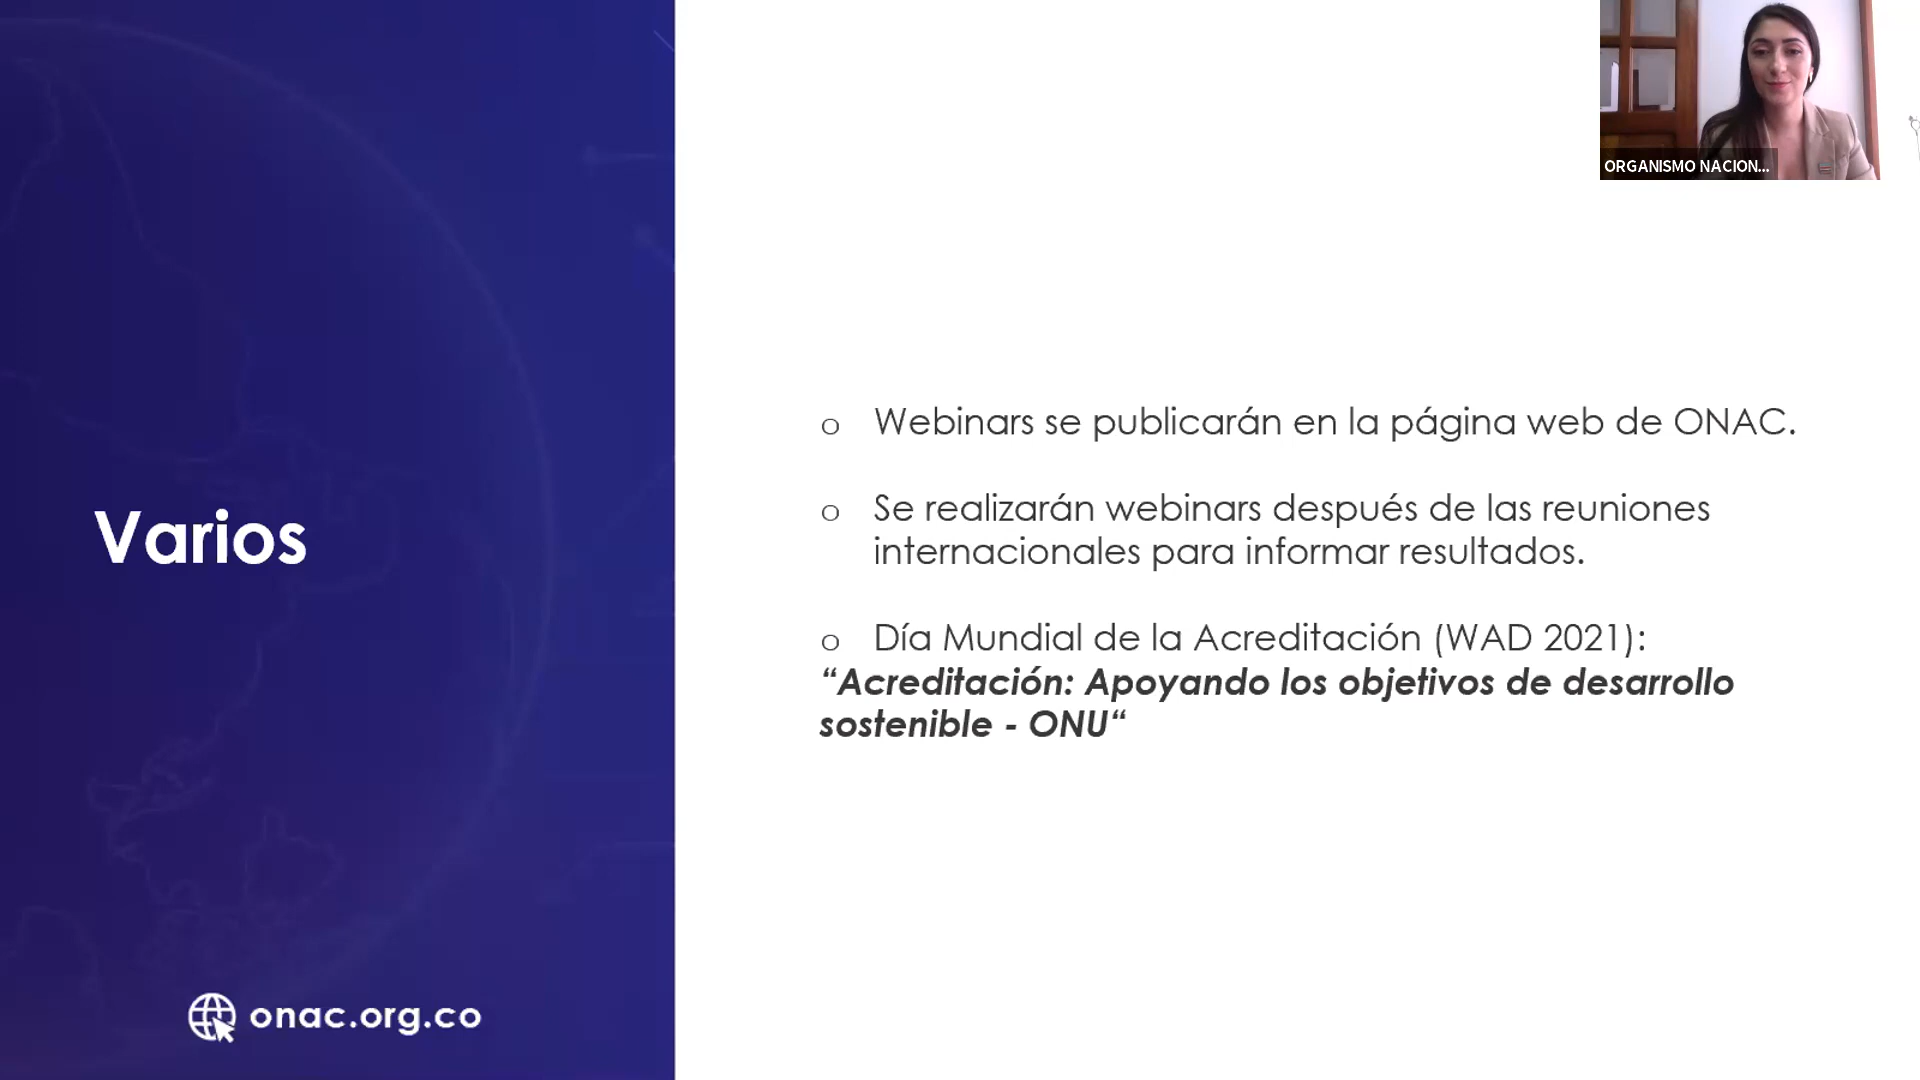 ORGANISMO NACION...
Varios
o Webinars se publicarán en la página web de ONAC.
o Se realizarán webinars después de las reuniones
internacionales para informar resultados.
o Día Mundial de la Acreditación (WAD 2021):
“Acreditación: Apoyando los objetivos de desarrollo
sostenible - ONU“
onac.org.co